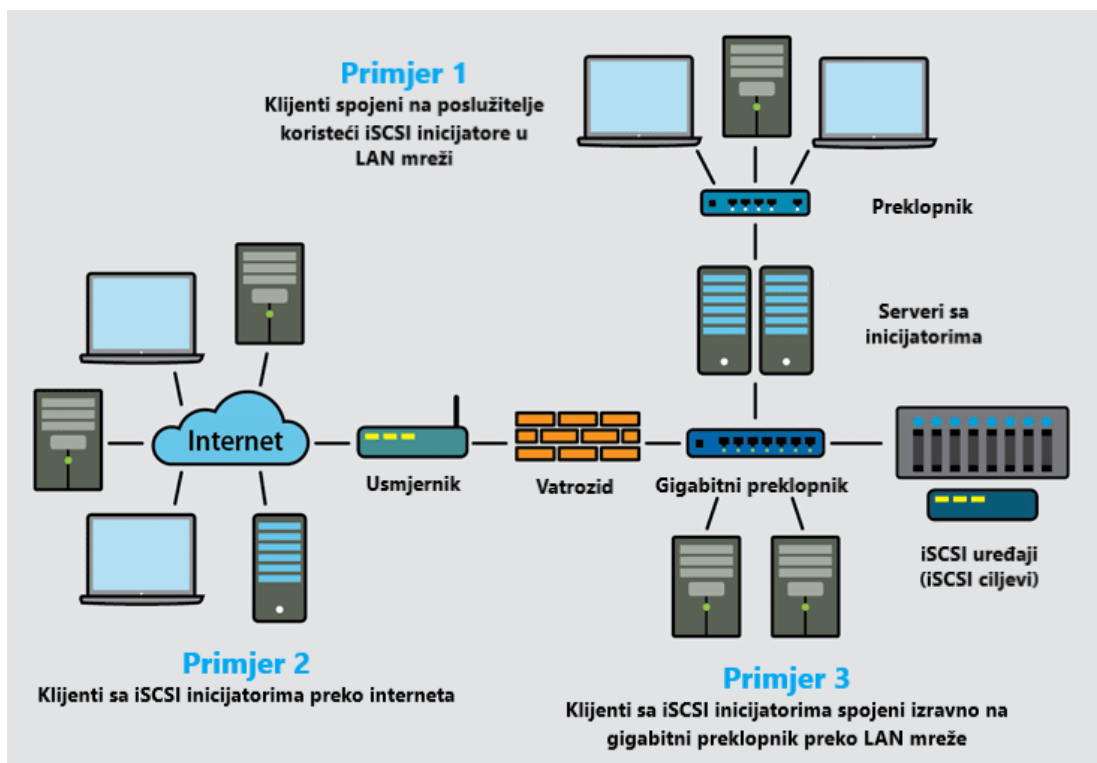 Primjer 1
Klijenti spojeni na poslužitelje
koristeći iSCSI inicijatore u
LAN mreži
Preklopnik
Serveri sa
inicijatorima
Internet
Usmjernik
Vatrozid
Gigabitni preklopnik
iSCSI uređaji
(iSCSI ciljevi)
Primjer 2
Klijenti sa iSCSI inicijatorima preko interneta
Primjer 3
Klijenti sa iSCSI inicijatorima spojeni izravno na
gigabitni preklopnik preko LAN mreže